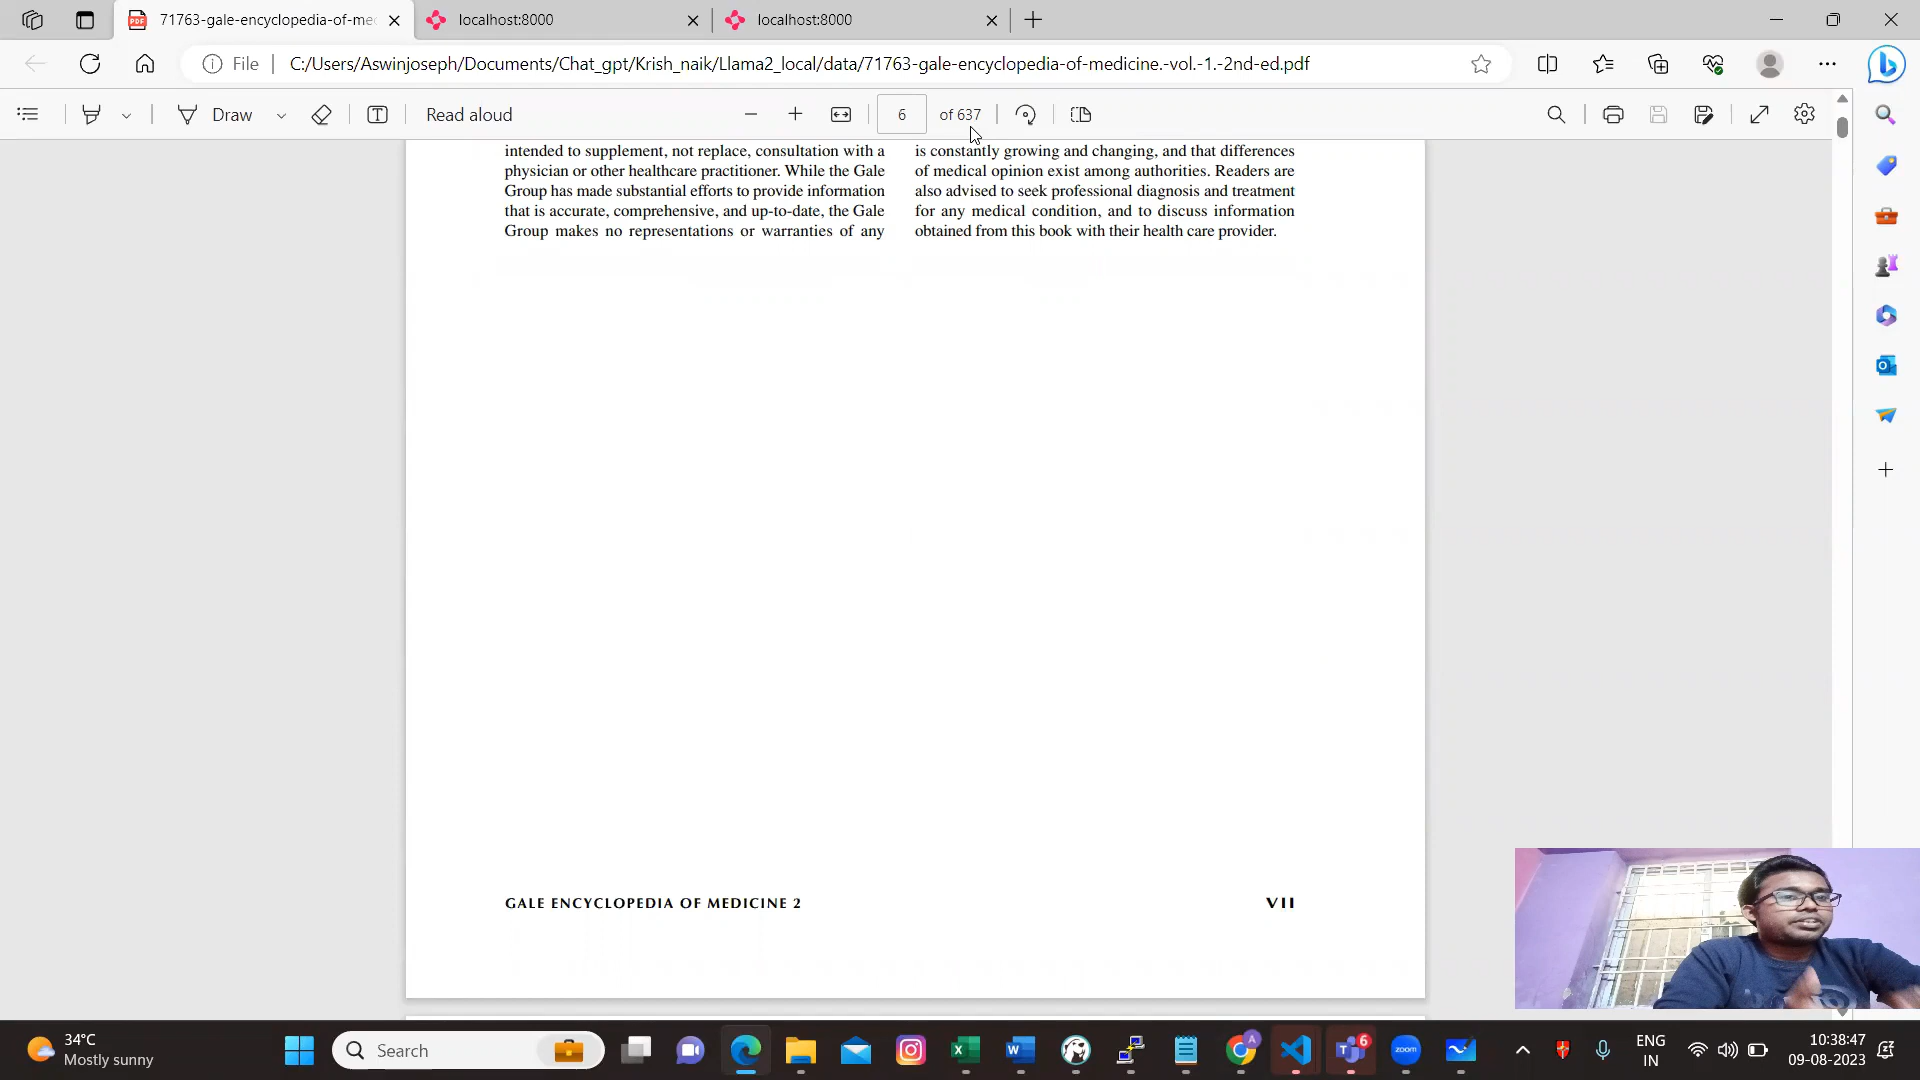 71763-gale-encyclopedia-of-me
localhost:8000
localhost:8000
File
C:/Users/Aswinjoseph/Documents/Chat_gpt/Krish_naik/Llama2_local/data/71763-gale-encyclopedia-of-medicine.-vol.-1.-2nd-ed.pdf
Draw
Read aloud
6 of 637
intended to supplement, not replace, consultation with a
physician or other healthcare practitioner. While the Gale
Group has made substantial efforts to provide information
that is accurate, comprehensive, and up-to-date, the Gale
Group makes no representations or warranties of any
is constantly growing and changing, and that differences
of medical opinion exist among authorities. Readers are
also advised to seek professional diagnosis and treatment
for any medical condition, and to discuss information
obtained from this book with their health care provider.
GALE ENCYCLOPEDIA OF MEDICINE 2
VII
34°C
Mostly sunny
Search
6
zoom
ENG
IN
10:38:47
09-08-2023